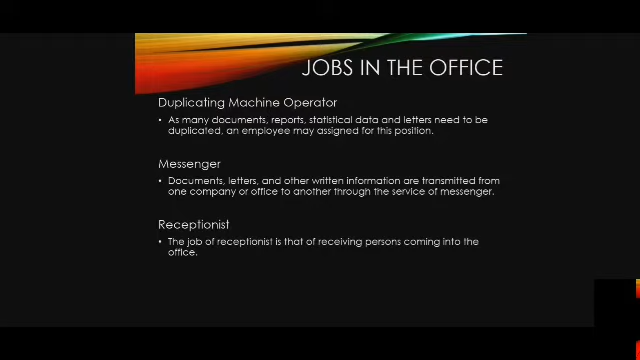 JOBS IN THE OFFICE
Duplicating Machine Operator
• As many documents, reports, statistical data and letters need to be
duplicated, an employee may assigned for this position.
Messenger
• Documents, letters, and other written information are transmitted from
one company or office to another through the service of messenger.
Receptionist
• The job of receptionist is that of receiving persons coming into the
office.